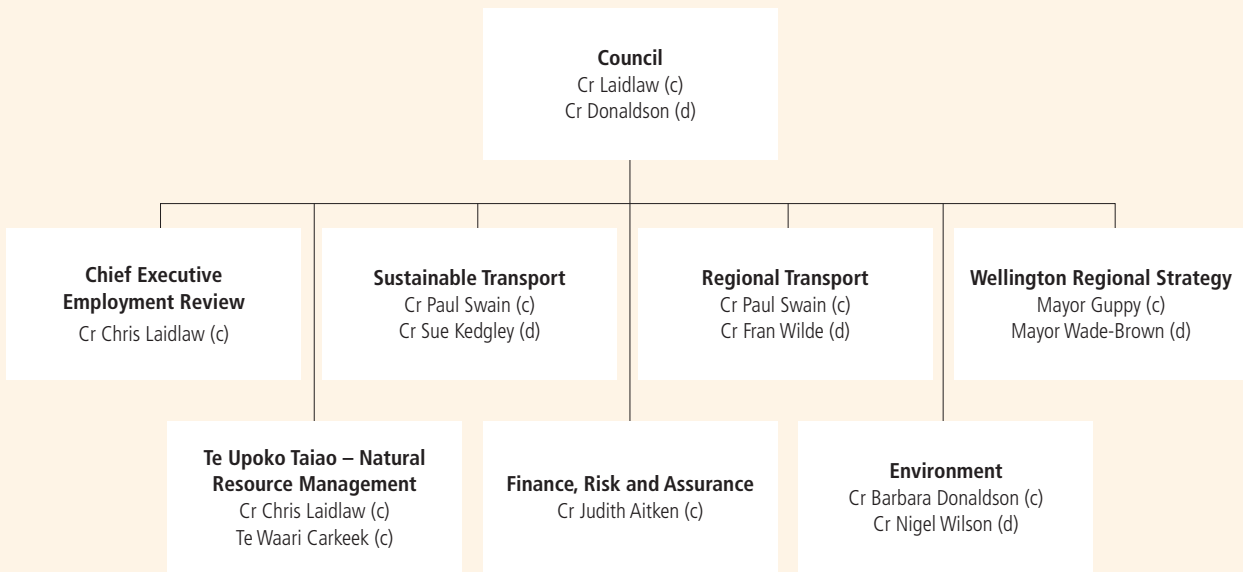 Council
Cr Laidlaw (c)
Cr Donaldson (d)
Chief Executive
Employment Review
Cr Chris Laidlaw (c)
Sustainable Transport
Cr Paul Swain (c)
Cr Sue Kedgley (d)
Regional Transport
Cr Paul Swain (c)
Cr Fran Wilde (d)
Wellington Regional Strategy
Mayor Guppy (c)
Mayor Wade-Brown (d)
Te Upoko Taiao – Natural
Resource Management
Cr Chris Laidlaw (c)
Te Waari Carkeek (c)
Finance, Risk and Assurance
Cr Judith Aitken (c)
Environment
Cr Barbara Donaldson (c)
Cr Nigel Wilson (d)